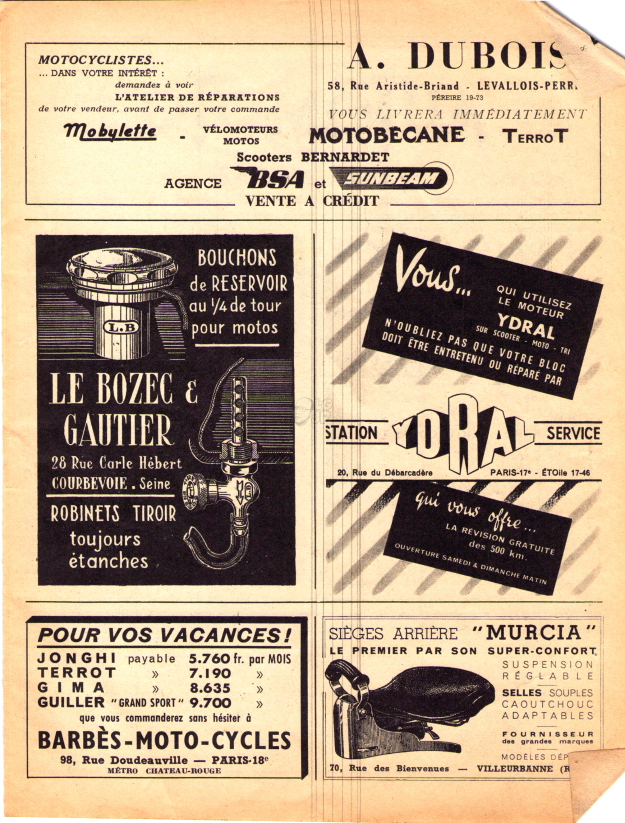 MOTOCYCLISTES...
... DANS VOTRE INTÉRÊT :
demandez à voir
L'ATELIER DE RÉPARATIONS
de votre vendeur, avant de passer votre commande
A. DUBOIS
58, Rue Aristide-Briand - LEVALLOIS-PERR
PÉREIRE 19-73
VOUS LIVRERA IMMÉDIATEMENT
Mobylette - VÉLOMOTEURS MOTOS MOTOBECANE - TERROT
Scooters BERNARDET
AGENCE BSA et SUNBEAM
VENTE A CRÉDIT
BOUCHONS
de RESERVOIR
au 1/4 de tour
pour motos
L.B
LE BOZEC &
GAUTIER
28 Rue Carle Hébert
COURBEVOIE . Seine
ROBINETS TIROIR
toujours
étanches
Vous...
QUI UTILISEZ
LE MOTEUR
YDRAL
SUR SCOOTER - MOTO - TRI
N'OUBLIEZ PAS QUE VOTRE BLOC
DOIT ÊTRE ENTRETENU OU RÉPARÉ PAR
STATION YDRAL SERVICE
20, Rue du Débarcadère PARIS-17e - ÉTOile 17-46
qui vous offre...
LA REVISION GRATUITE
des 500 km.
OUVERTURE SAMEDI & DIMANCHE MATIN
POUR VOS VACANCES!
JONGHI payable 5.760 fr. par MOIS
TERROT » 7.190 »
GIMA » 8.635 »
GUILLER "GRAND SPORT" 9.700 »
que vous commanderez sans hésiter à
BARBÈS-MOTO-CYCLES
98, Rue Doudeauville — PARIS-18e
MÉTRO CHATEAU-ROUGE
SIÈGES ARRIÈRE "MURCIA"
LE PREMIER PAR SON SUPER-CONFORT
SUSPENSION
RÉGLABLE
SELLES SOUPLES
CAOUTCHOUC
ADAPTABLES
FOURNISSEUR
des grandes marques
MODÈLES DÉP
70, Rue des Bienvenues — VILLEURBANNE (R